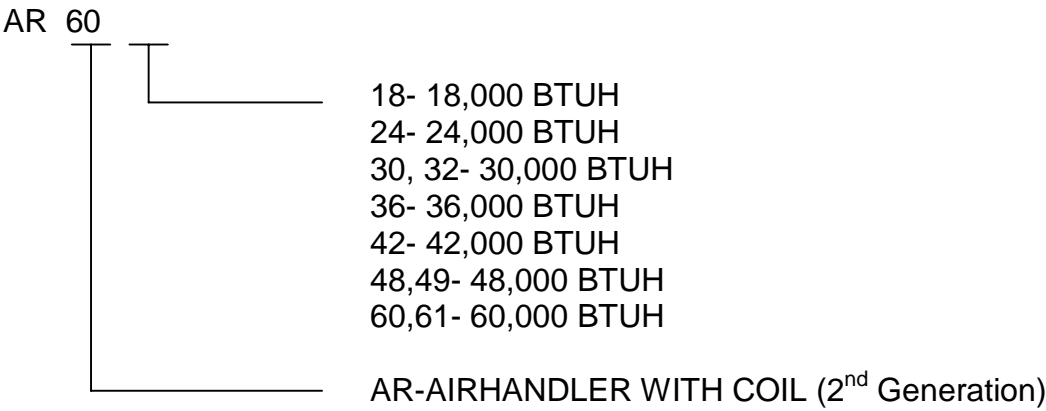 AR 60
18- 18,000 BTUH
24- 24,000 BTUH
30, 32- 30,000 BTUH
36- 36,000 BTUH
42- 42,000 BTUH
48,49- 48,000 BTUH
60,61- 60,000 BTUH
AR-AIRHANDLER WITH COIL (2nd Generation)